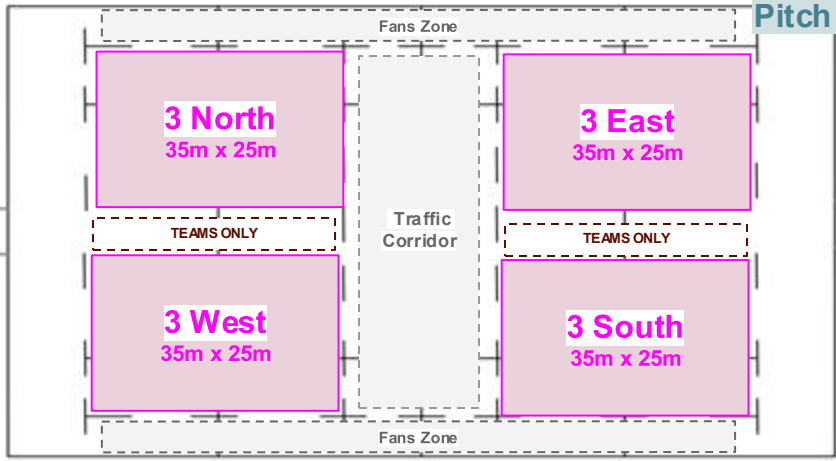 Fans Zone
Pitch
3 North
35m x 25m
3 East
35m x 25m
Traffic
Corridor
TEAMS ONLY
TEAMS ONLY
3 West
35m x 25m
3 South
35m x 25m
Fans Zone